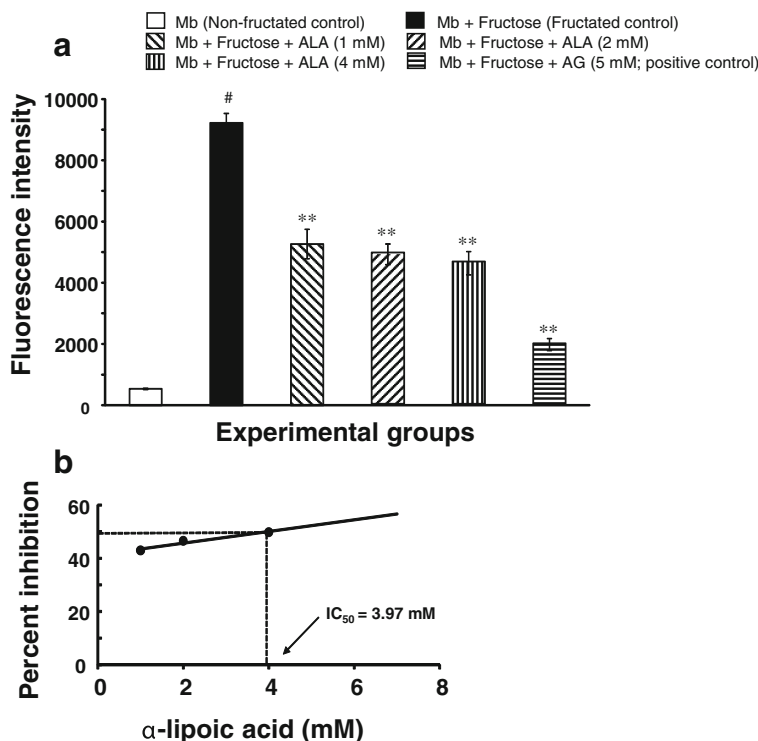 Mb (Non-fructated control)
Mb + Fructose (Fructated control)
Mb + Fructose + ALA (1 mM)
Mb + Fructose + ALA (2 mM)
Mb + Fructose + ALA (4 mM)
Mb + Fructose + AG (5 mM; positive control)
a
Fluorescence intensity
10000
8000
6000
4000
2000
0
#
**
**
**
**
Experimental groups
b
Percent inhibition
60
40
20
0
IC50 = 3.97 mM
0 2 4 6 8
α-lipoic acid (mM)